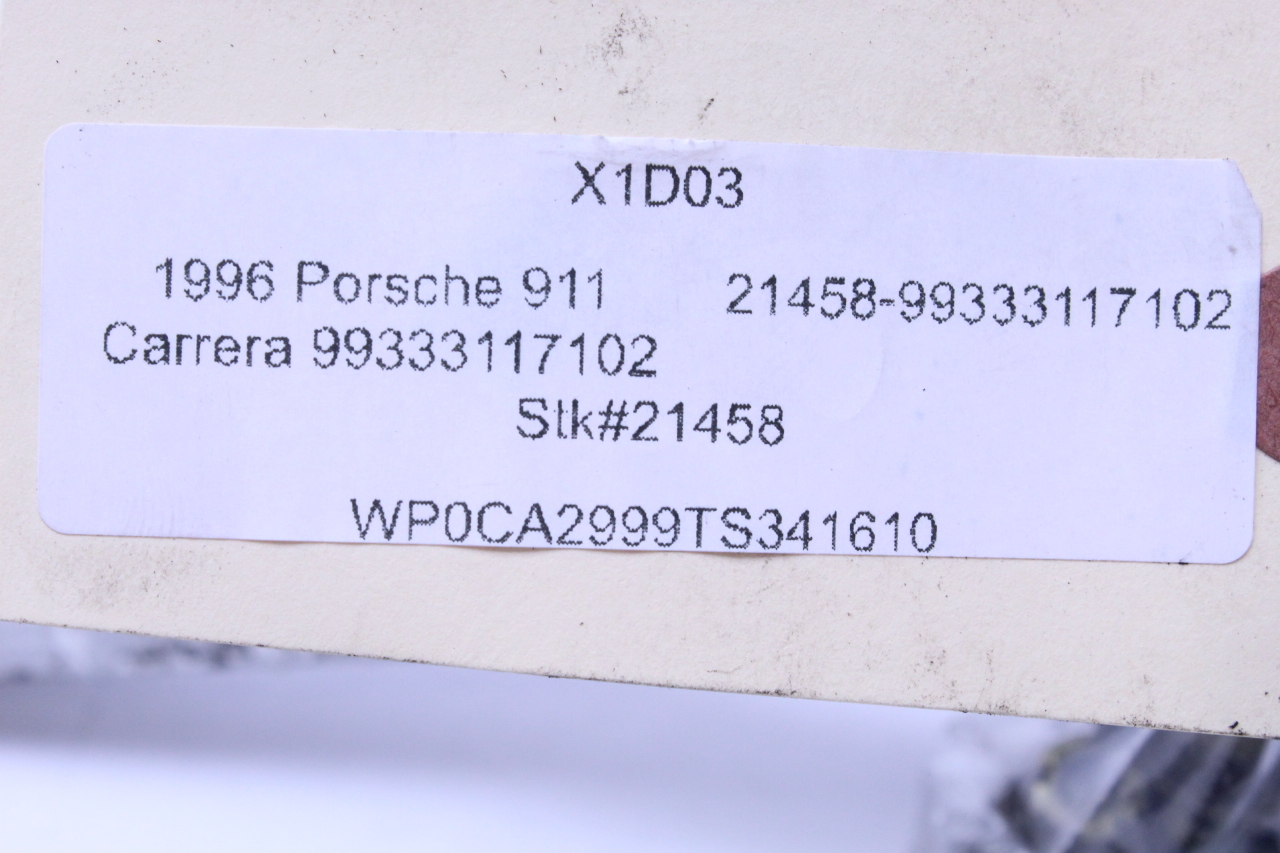 X1D03
1996 Porsche 911 21458-99333117102
Carrera 99333117102
Stk#21458
WP0CA2999TS341610